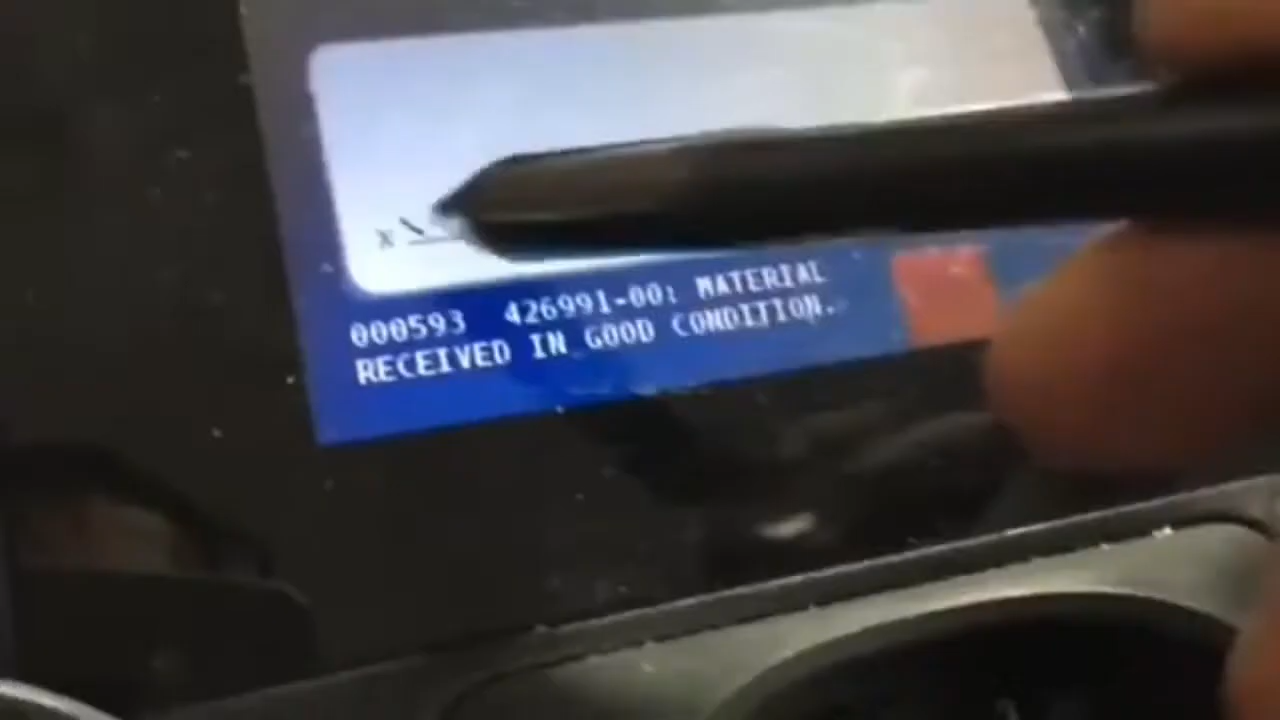 X
000593 426991-00: MATERIAL
RECEIVED IN GOOD CONDITION.